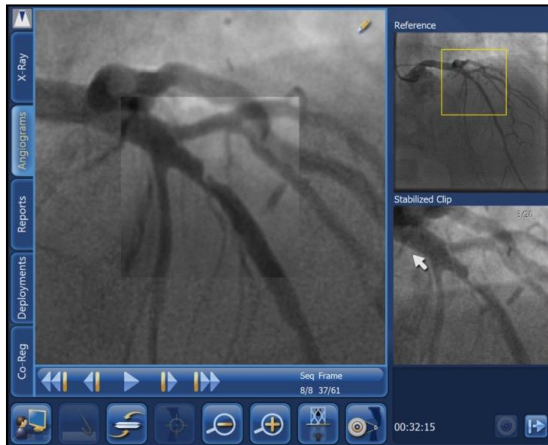 X-Ray
Angiograms
Reports
Deployments
Co-Reg
Seq Frame
8/8 37/61
Reference
Stabilized Clip
00:32:15